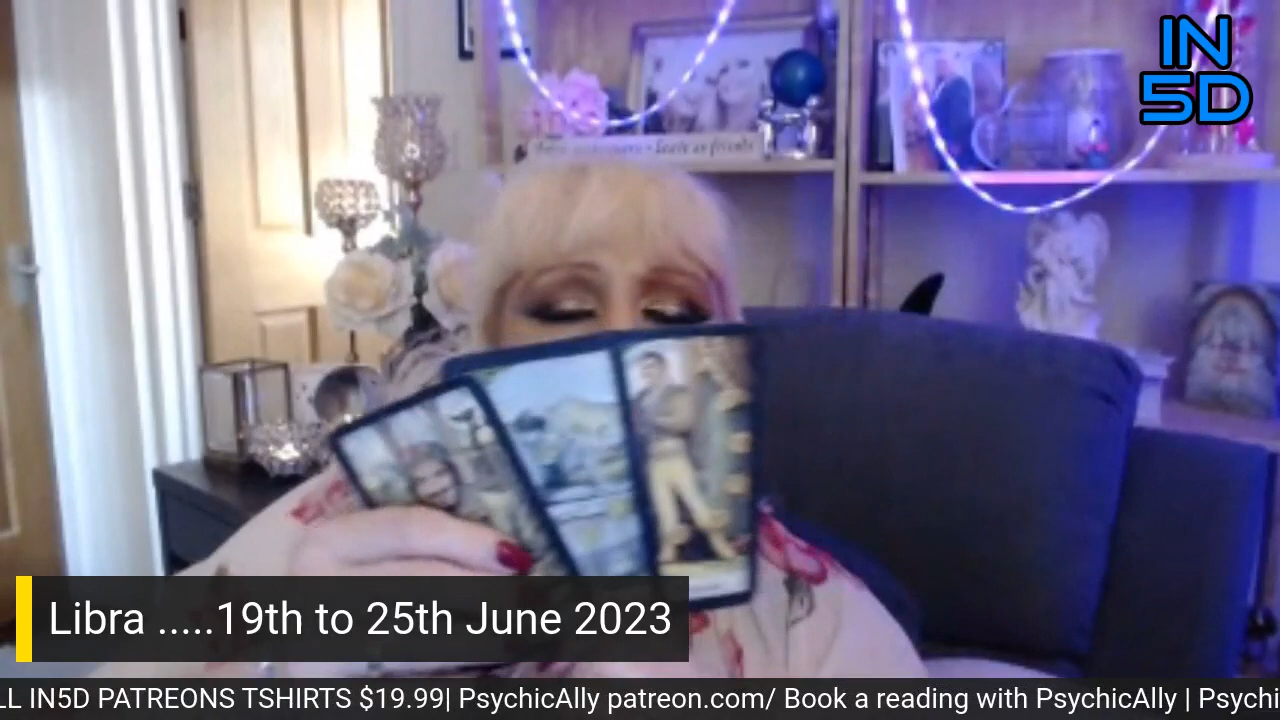 IN
5D
Libra .....19th to 25th June 2023
LL IN5D PATREONS TSHIRTS $19.99| PsychicAlly patreon.com/ Book a reading with PsychicAlly | Psychi